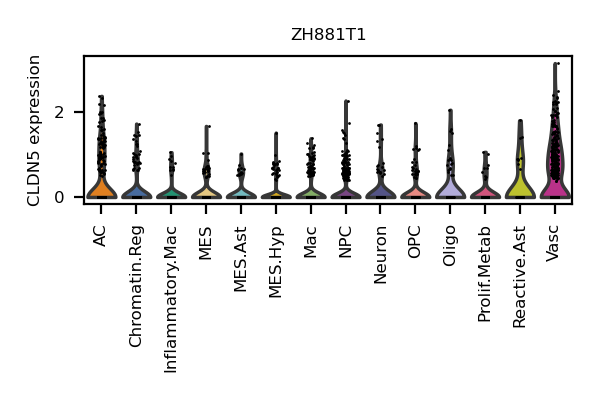 ZH881T1
CLDN5 expression
2
0
AC
Chromatin.Reg
Inflammatory.Mac
MES
MES.Ast
MES.Hyp
Mac
NPC
Neuron
OPC
Oligo
Prolif.Metab
Reactive.Ast
Vasc